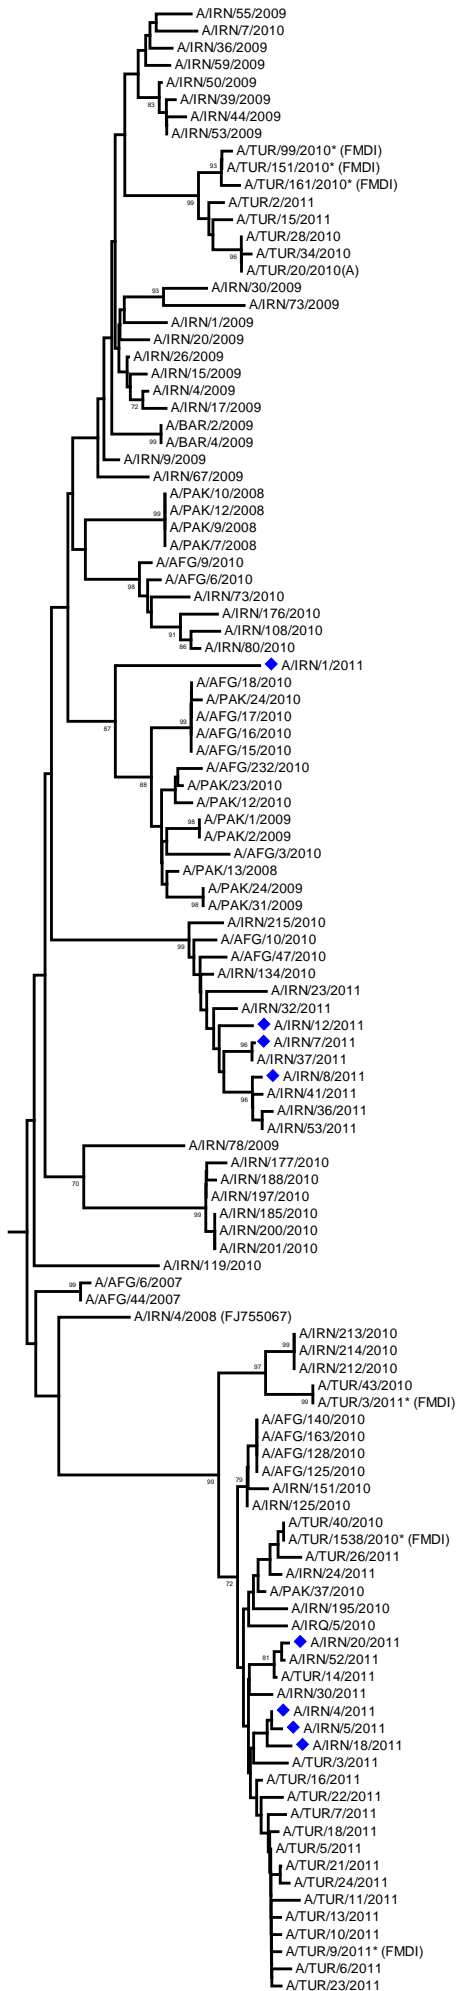 A/IRN/55/2009
A/IRN/7/2010
A/IRN/36/2009
A/IRN/59/2009
A/IRN/50/2009
83
A/IRN/39/2009
A/IRN/44/2009
A/IRN/53/2009
A/TUR/99/2010* (FMDI)
93
A/TUR/151/2010* (FMDI)
A/TUR/161/2010* (FMDI)
99
A/TUR/2/2011
A/TUR/15/2011
A/TUR/28/2010
96
A/TUR/34/2010
A/TUR/20/2010(A)
93
A/IRN/30/2009
A/IRN/73/2009
A/IRN/1/2009
A/IRN/20/2009
A/IRN/26/2009
A/IRN/15/2009
A/IRN/4/2009
72
A/IRN/17/2009
A/BAR/2/2009
99
A/BAR/4/2009
A/IRN/9/2009
A/IRN/67/2009
A/PAK/10/2008
99
A/PAK/12/2008
A/PAK/9/2008
A/PAK/7/2008
A/AFG/9/2010
98
A/AFG/6/2010
A/IRN/73/2010
A/IRN/176/2010
91
A/IRN/108/2010
86
A/IRN/80/2010
A/IRN/1/2011
87
A/AFG/18/2010
A/PAK/24/2010
99
A/AFG/17/2010
A/AFG/16/2010
A/AFG/15/2010
88
A/AFG/232/2010
A/PAK/23/2010
A/PAK/12/2010
98
A/PAK/1/2009
A/PAK/2/2009
A/AFG/3/2010
A/PAK/13/2008
A/PAK/24/2009
98
A/PAK/31/2009
A/IRN/215/2010
99
A/AFG/10/2010
A/AFG/47/2010
A/IRN/134/2010
A/IRN/23/2011
A/IRN/32/2011
A/IRN/12/2011
96
A/IRN/7/2011
A/IRN/37/2011
A/IRN/8/2011
96
A/IRN/41/2011
A/IRN/36/2011
A/IRN/53/2011
A/IRN/78/2009
70
A/IRN/177/2010
A/IRN/188/2010
A/IRN/197/2010
99
A/IRN/185/2010
A/IRN/200/2010
A/IRN/201/2010
A/IRN/119/2010
99
A/AFG/6/2007
A/AFG/44/2007
A/IRN/4/2008 (FJ755067)
A/IRN/213/2010
99
A/IRN/214/2010
A/IRN/212/2010
97
A/TUR/43/2010
99
A/TUR/3/2011* (FMDI)
A/AFG/140/2010
A/AFG/163/2010
A/AFG/128/2010
99
A/AFG/125/2010
79
A/IRN/151/2010
A/IRN/125/2010
A/TUR/40/2010
A/TUR/1538/2010* (FMDI)
A/TUR/26/2011
72
A/IRN/24/2011
A/PAK/37/2010
A/IRN/195/2010
A/IRQ/5/2010
A/IRN/20/2011
81
A/IRN/52/2011
A/TUR/14/2011
A/IRN/30/2011
A/IRN/4/2011
A/IRN/5/2011
A/IRN/18/2011
A/TUR/3/2011
A/TUR/16/2011
A/TUR/22/2011
A/TUR/7/2011
A/TUR/18/2011
A/TUR/5/2011
A/TUR/21/2011
A/TUR/24/2011
A/TUR/11/2011
A/TUR/13/2011
A/TUR/10/2011
A/TUR/9/2011* (FMDI)
A/TUR/6/2011
A/TUR/23/2011